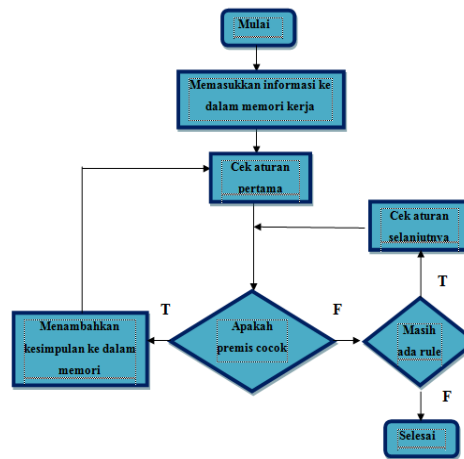 Mulai
Memasukkan informasi ke
dalam memori kerja
Cek aturan
pertama
Cek aturan
selanjutnya
T
F
T
Menambahkan
kesimpulan ke dalam
memori
Apakah
premis cocok
Masih
ada rule
F
Selesai